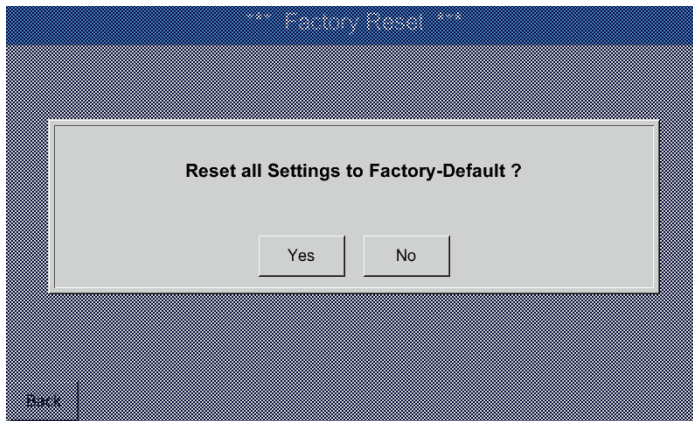 *** Factory Reset ***
Reset all Settings to Factory-Default ?
Yes No
Back